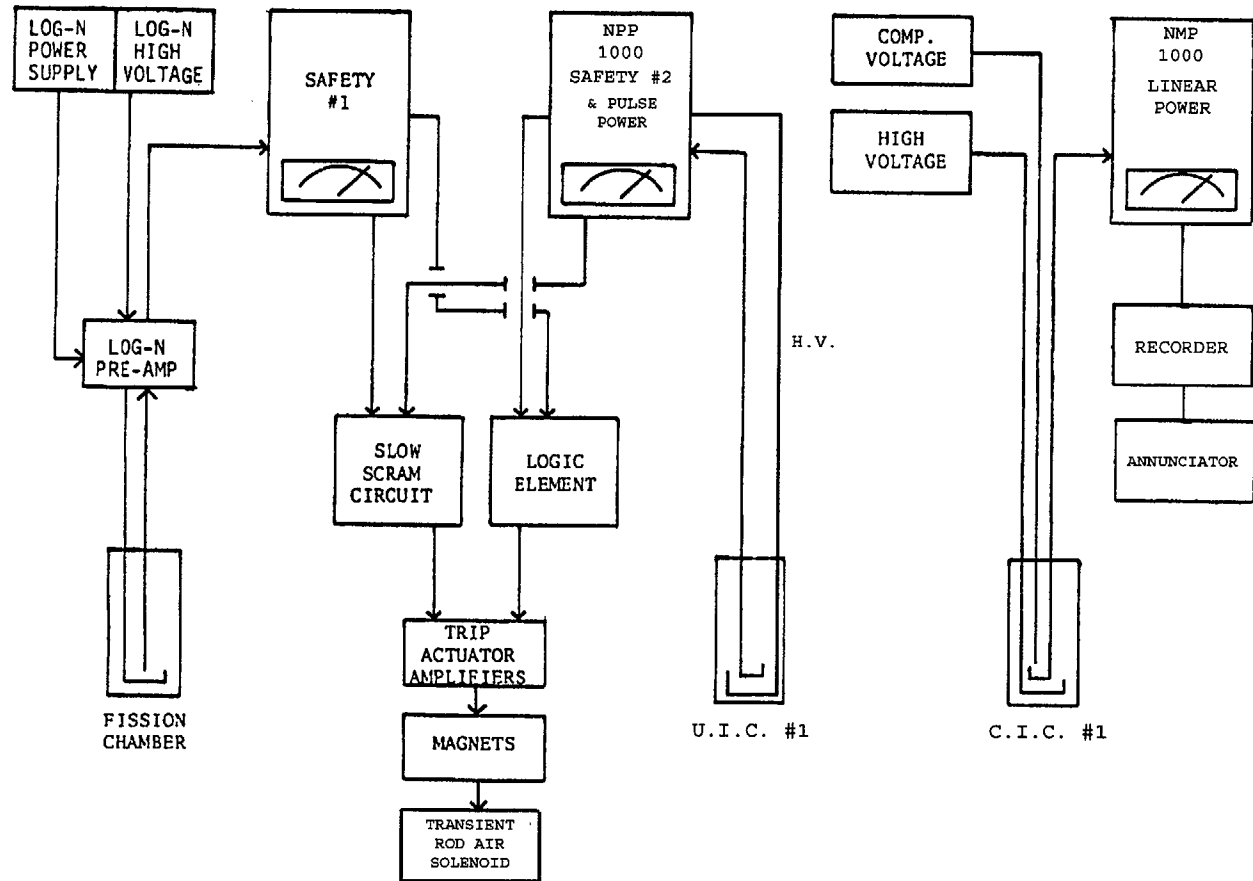 LOG-N
POWER
SUPPLY
LOG-N
HIGH
VOLTAGE
SAFETY
#1
NPP
1000
SAFETY #2
& PULSE
POWER
COMP.
VOLTAGE
HIGH
VOLTAGE
NMP
1000
LINEAR
POWER
LOG-N
PRE-AMP
H.V.
RECORDER
SLOW
SCRAM
CIRCUIT
LOGIC
ELEMENT
ANNUNCIATOR
TRIP
ACTUATOR
AMPLIFIERS
FISSION
CHAMBER
MAGNETS
U.I.C. #1
C.I.C. #1
TRANSIENT
ROD AIR
SOLENOID